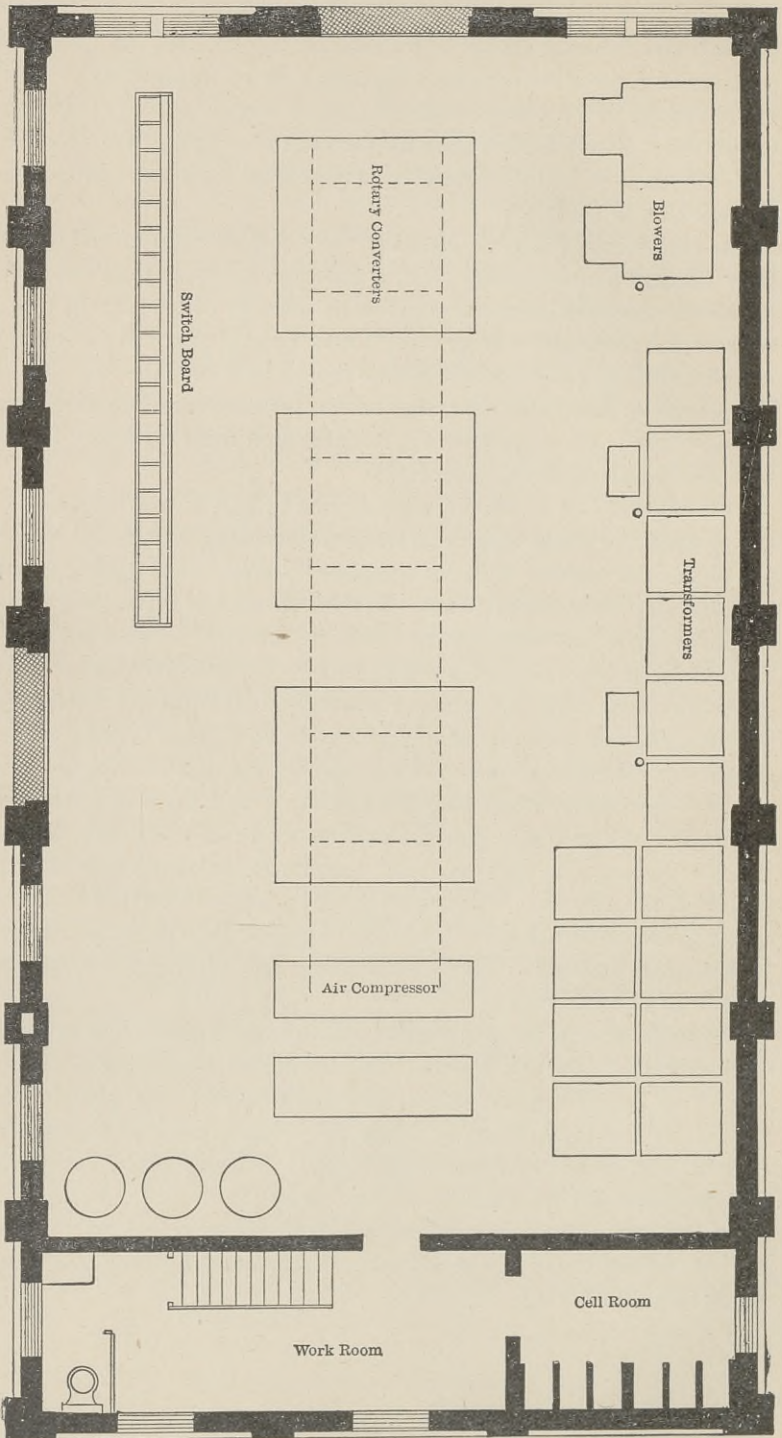 Rotary Converters
Blowers
Switch Board
Transformers
Air Compressor
Cell Room
Work Room